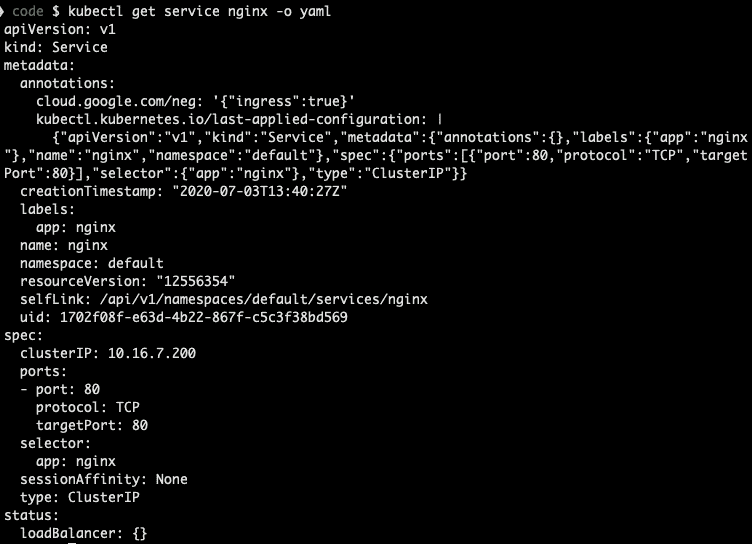 code $ kubectl get service nginx -o yaml
apiVersion: v1
kind: Service
metadata:
  annotations:
    cloud.google.com/neg: '{"ingress":true}'
    kubectl.kubernetes.io/last-applied-configuration: |
      {"apiVersion":"v1","kind":"Service","metadata":{"annotations":{},"labels":{"app":"nginx
"},"name":"nginx","namespace":"default"},"spec":{"ports":[{"port":80,"protocol":"TCP","target
Port":80}],"selector":{"app":"nginx"},"type":"ClusterIP"}}
  creationTimestamp: "2020-07-03T13:40:27Z"
  labels:
    app: nginx
  name: nginx
  namespace: default
  resourceVersion: "12556354"
  selfLink: /api/v1/namespaces/default/services/nginx
  uid: 1702f08f-e63d-4b22-867f-c5c3f38bd569
spec:
  clusterIP: 10.16.7.200
  ports:
  - port: 80
    protocol: TCP
    targetPort: 80
  selector:
    app: nginx
  sessionAffinity: None
  type: ClusterIP
status:
  loadBalancer: {}